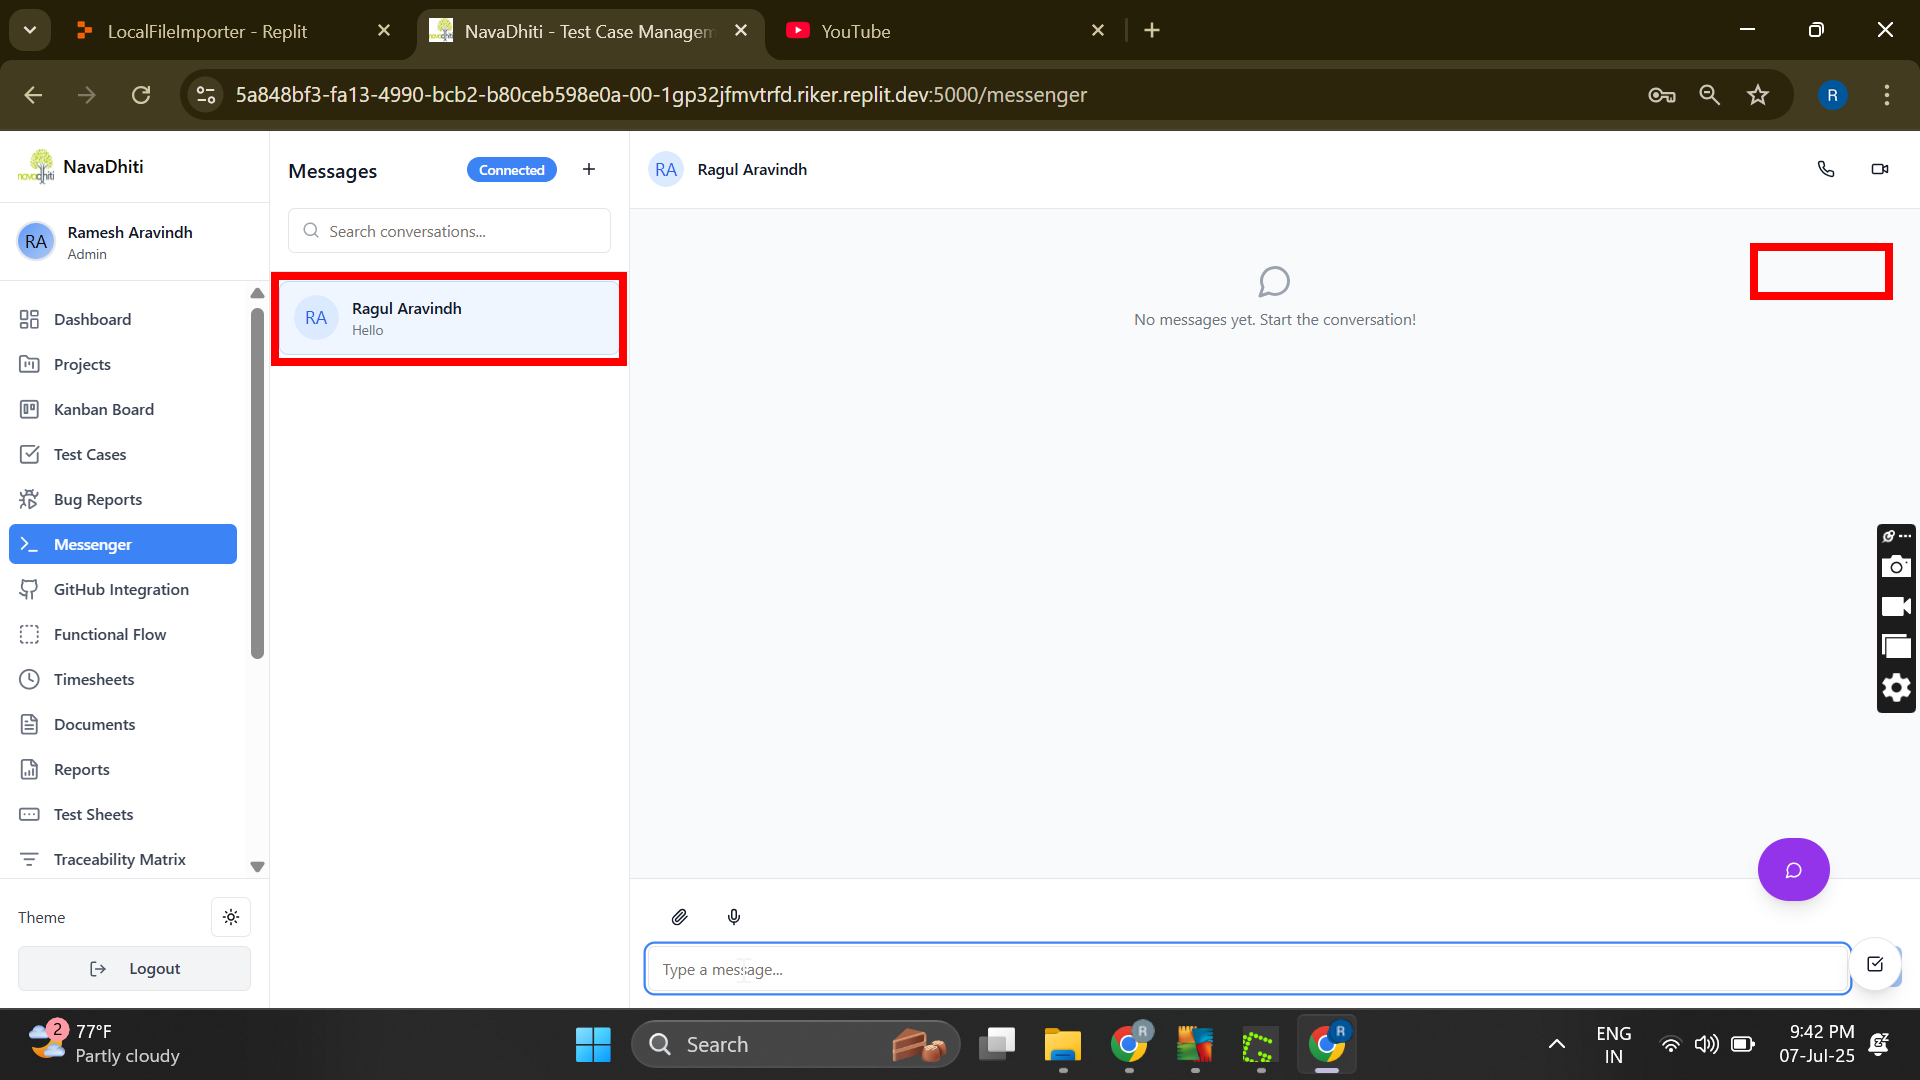 LocalFileImporter - Replit
NavaDhiti - Test Case Managem
YouTube
5a848bf3-fa13-4990-bcb2-b80ceb598e0a-00-1gp32jfmvtrfd.riker.replit.dev:5000/messenger
R
navadhiti
NavaDhiti
RA
Ramesh Aravindh
Admin
Dashboard
Projects
Kanban Board
Test Cases
Bug Reports
Messenger
GitHub Integration
Functional Flow
Timesheets
Documents
Reports
Test Sheets
Traceability Matrix
Theme
Logout
Messages
Connected
Search conversations...
RA
Ragul Aravindh
Hello
RA
Ragul Aravindh
No messages yet. Start the conversation!
Type a message...
2
77°F
Partly cloudy
Search
R
R
ENG
IN
9:42 PM
07-Jul-25